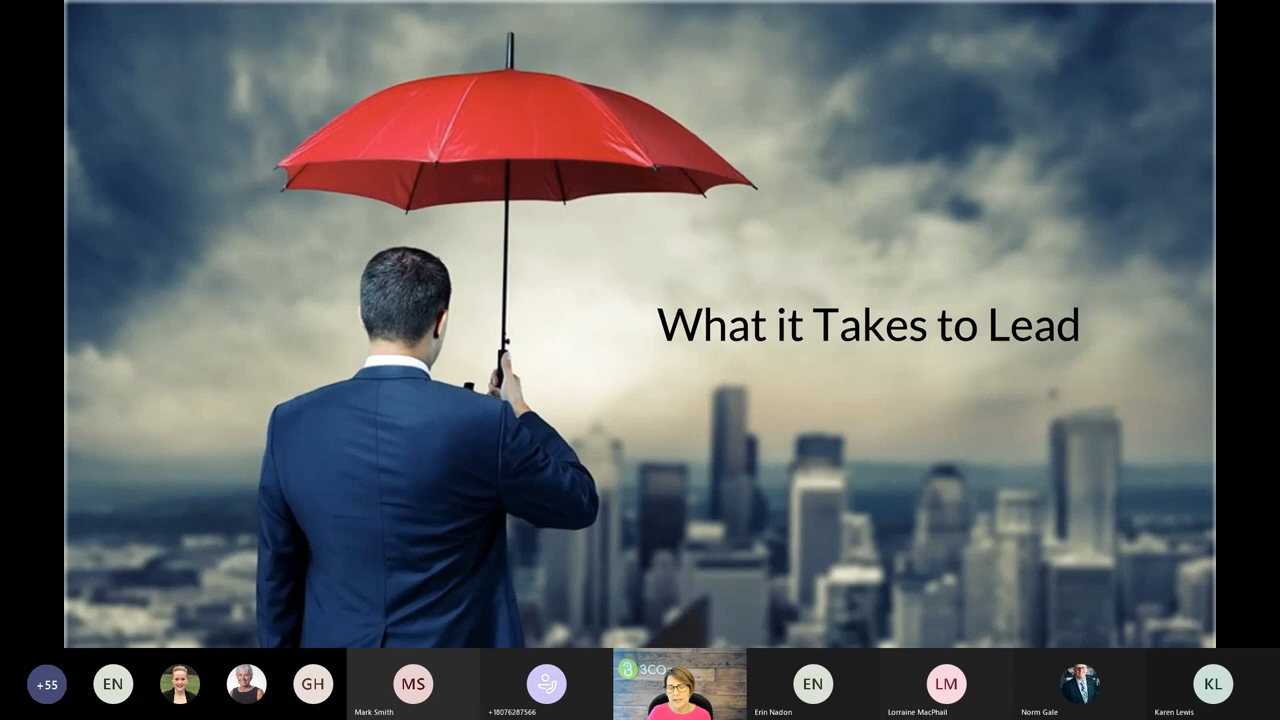 What it Takes to Lead
+55
EN
GH
MS
3CO
EN
LM
KL
Mark Smith
+18076287566
Erin Nadon
Lorraine MacPhail
Norm Gale
Karen Lewis